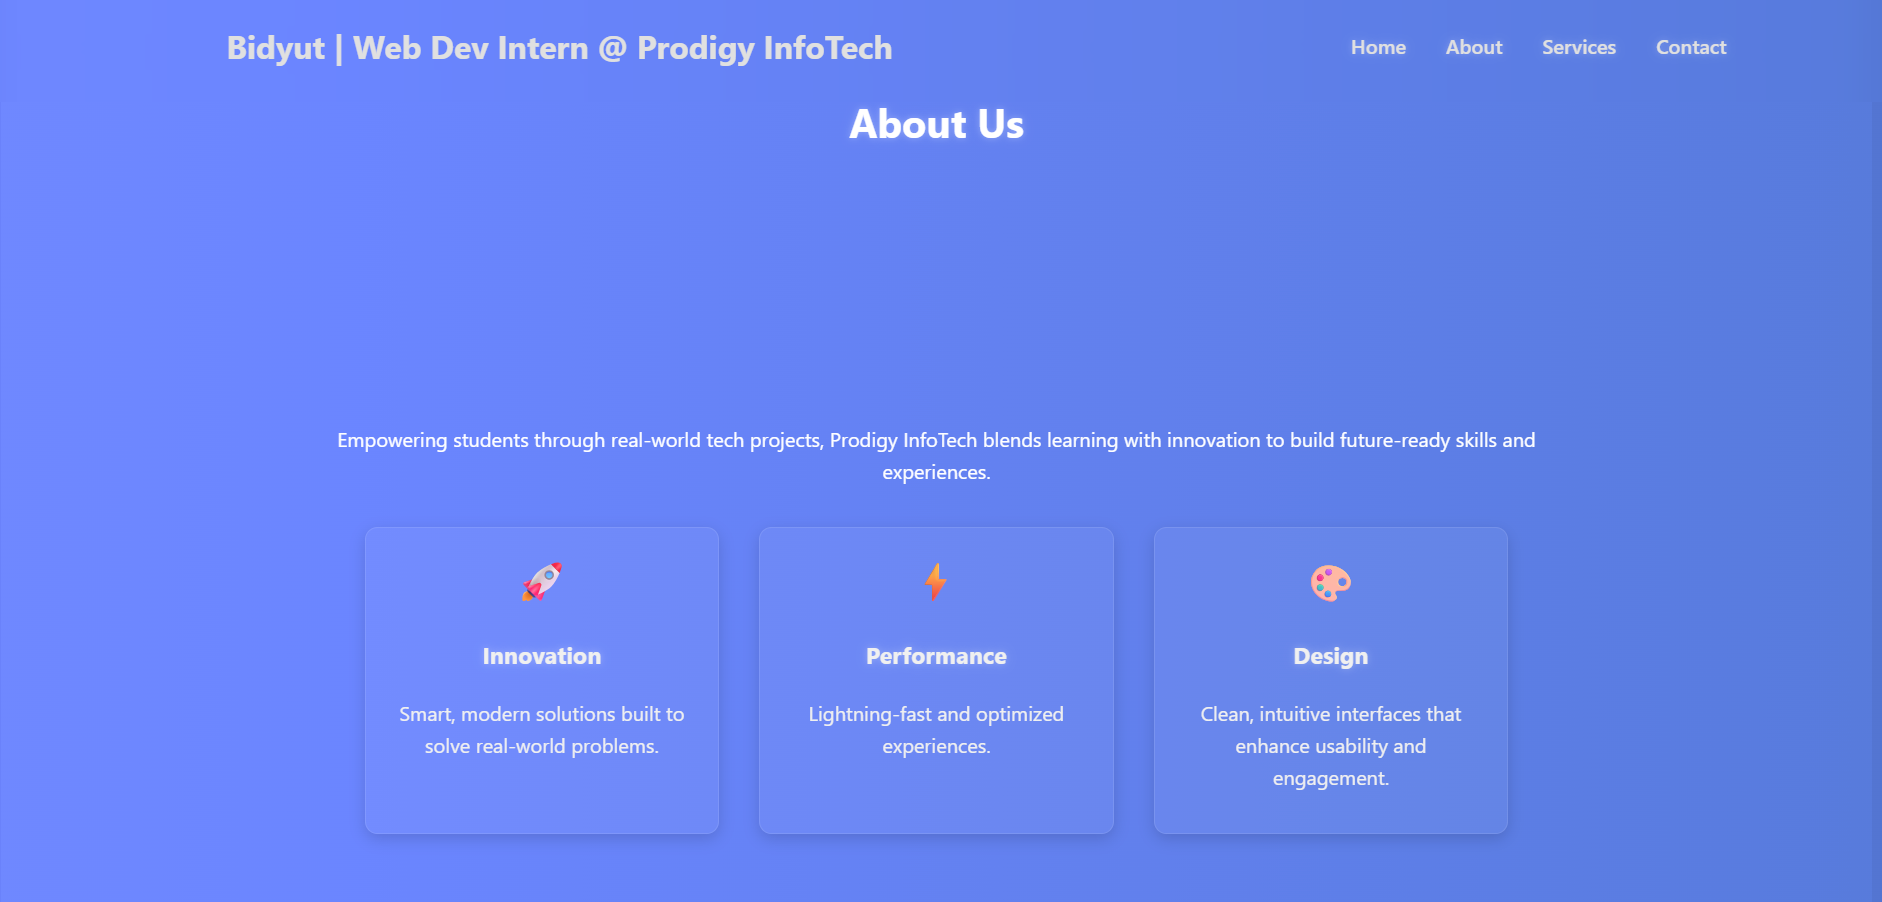 Bidyut | Web Dev Intern @ Prodigy InfoTech
Home About Services Contact
About Us
Empowering students through real-world tech projects, Prodigy InfoTech blends learning with innovation to build future-ready skills and
experiences.
Innovation
Smart, modern solutions built to
solve real-world problems.
Performance
Lightning-fast and optimized
experiences.
Design
Clean, intuitive interfaces that
enhance usability and
engagement.